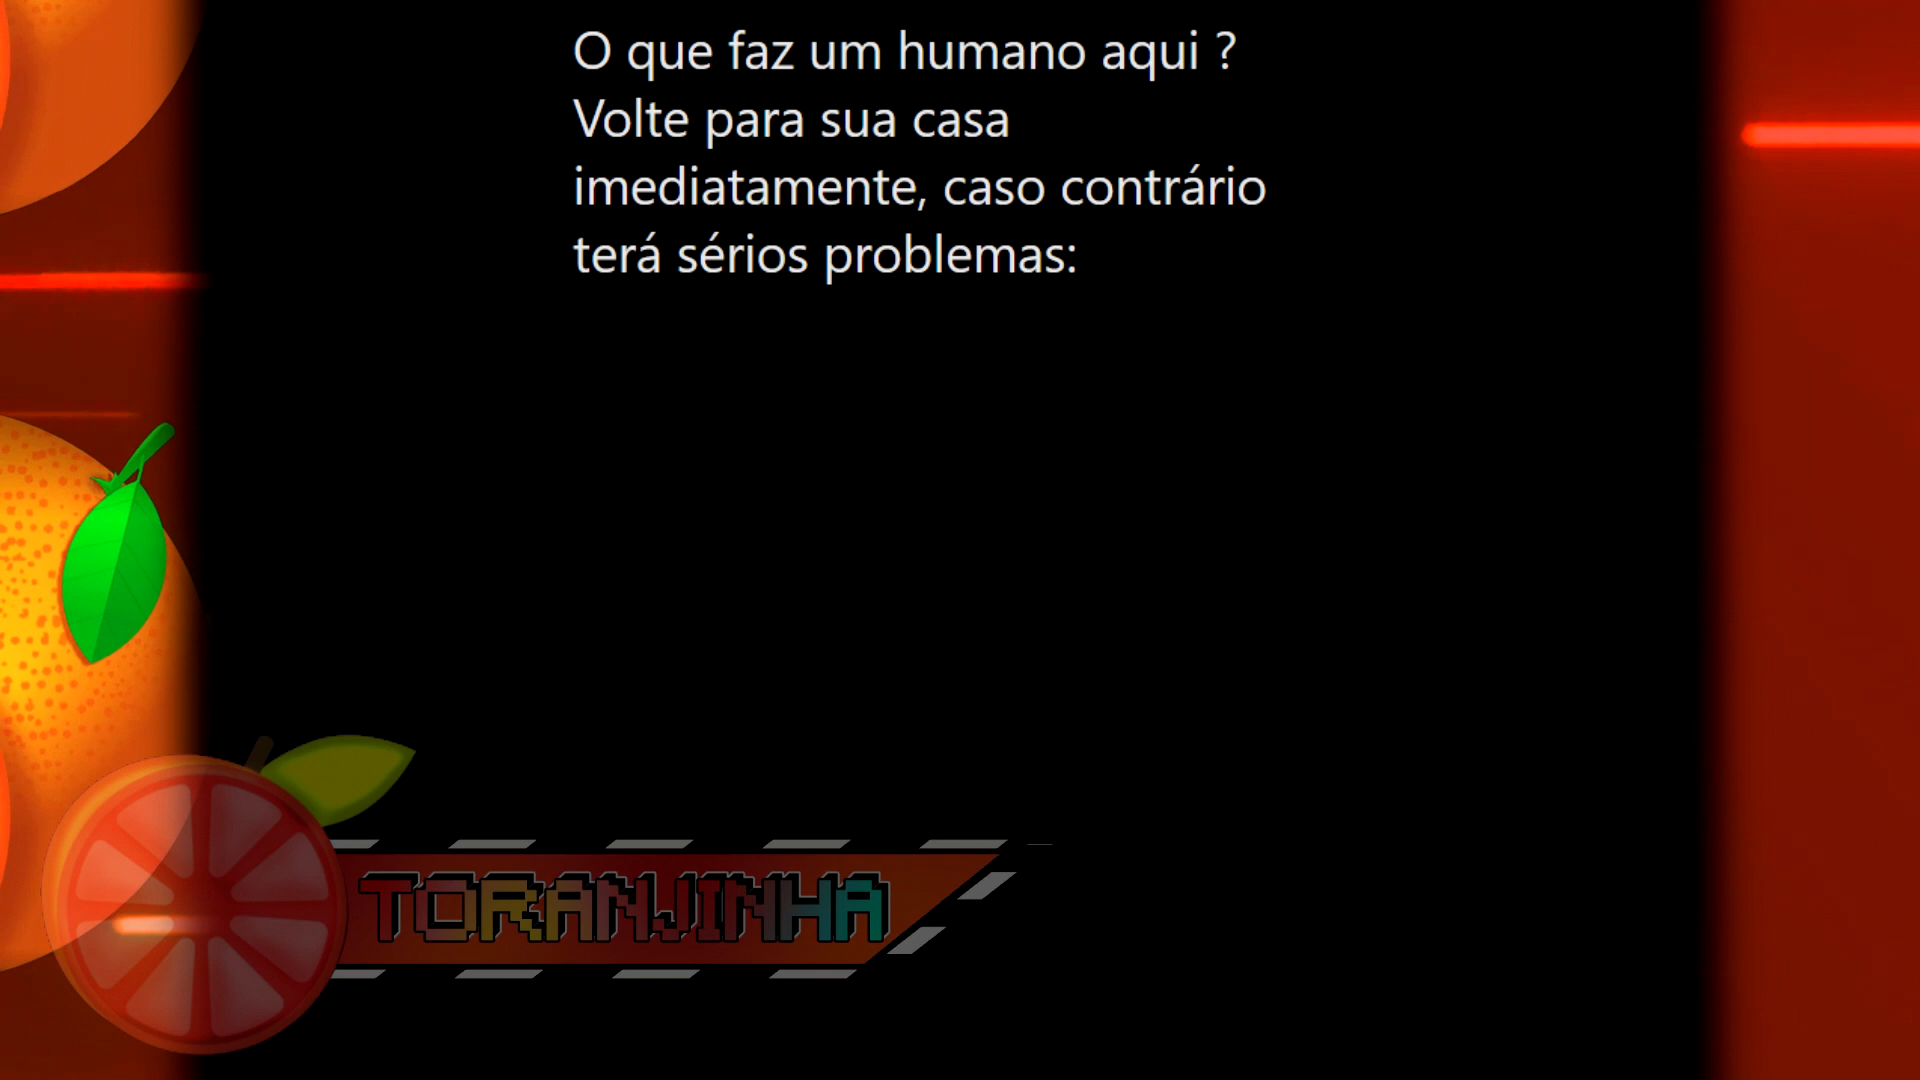 O que faz um humano aqui ?
Volte para sua casa
imediatamente, caso contrário
terá sérios problemas:
TORANJINHA